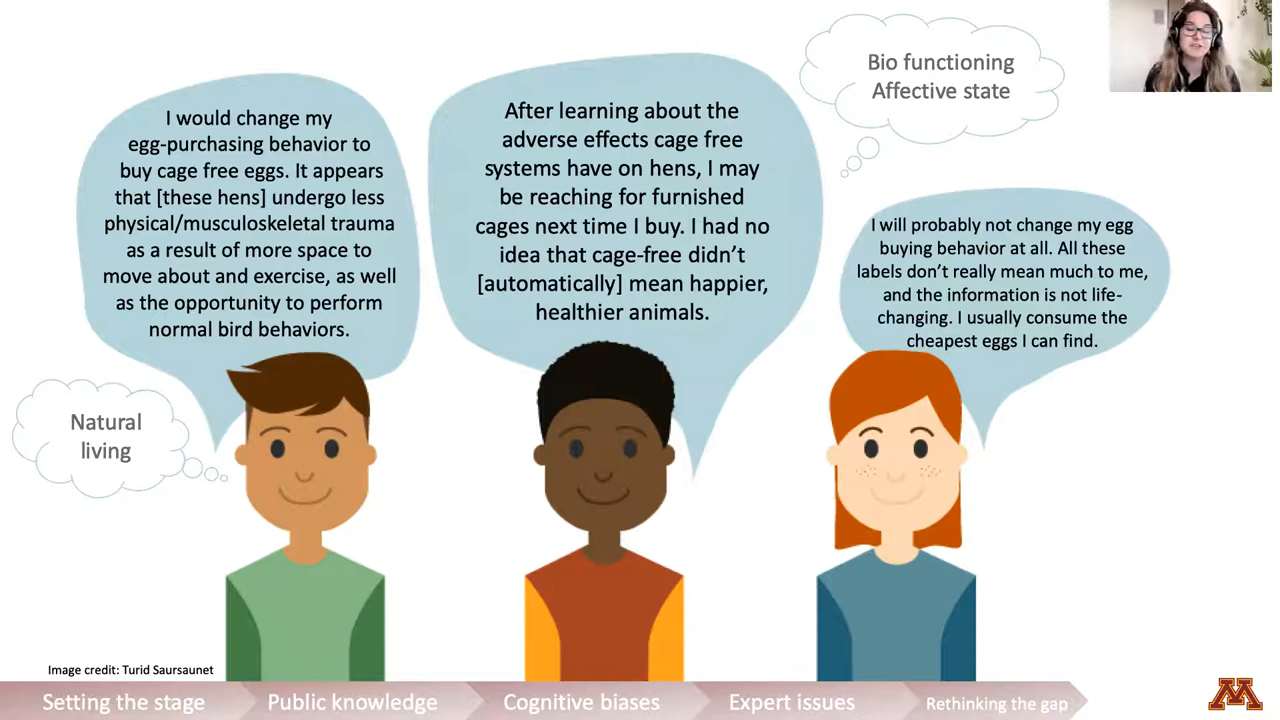 I would change my
egg-purchasing behavior to
buy cage free eggs. It appears
that [these hens] undergo less
physical/musculoskeletal trauma
as a result of more space to
move about and exercise, as well
as the opportunity to perform
normal bird behaviors.
After learning about the
adverse effects cage free
systems have on hens, I may
be reaching for furnished
cages next time I buy. I had no
idea that cage-free didn’t
[automatically] mean happier,
healthier animals.
Bio functioning
Affective state
I will probably not change my egg
buying behavior at all. All these
labels don’t really mean much to me,
and the information is not life-
changing. I usually consume the
cheapest eggs I can find.
Natural
living
Image credit: Turid Saursaunet
Setting the stage
Public knowledge
Cognitive biases
Expert issues
Rethinking the gap
M